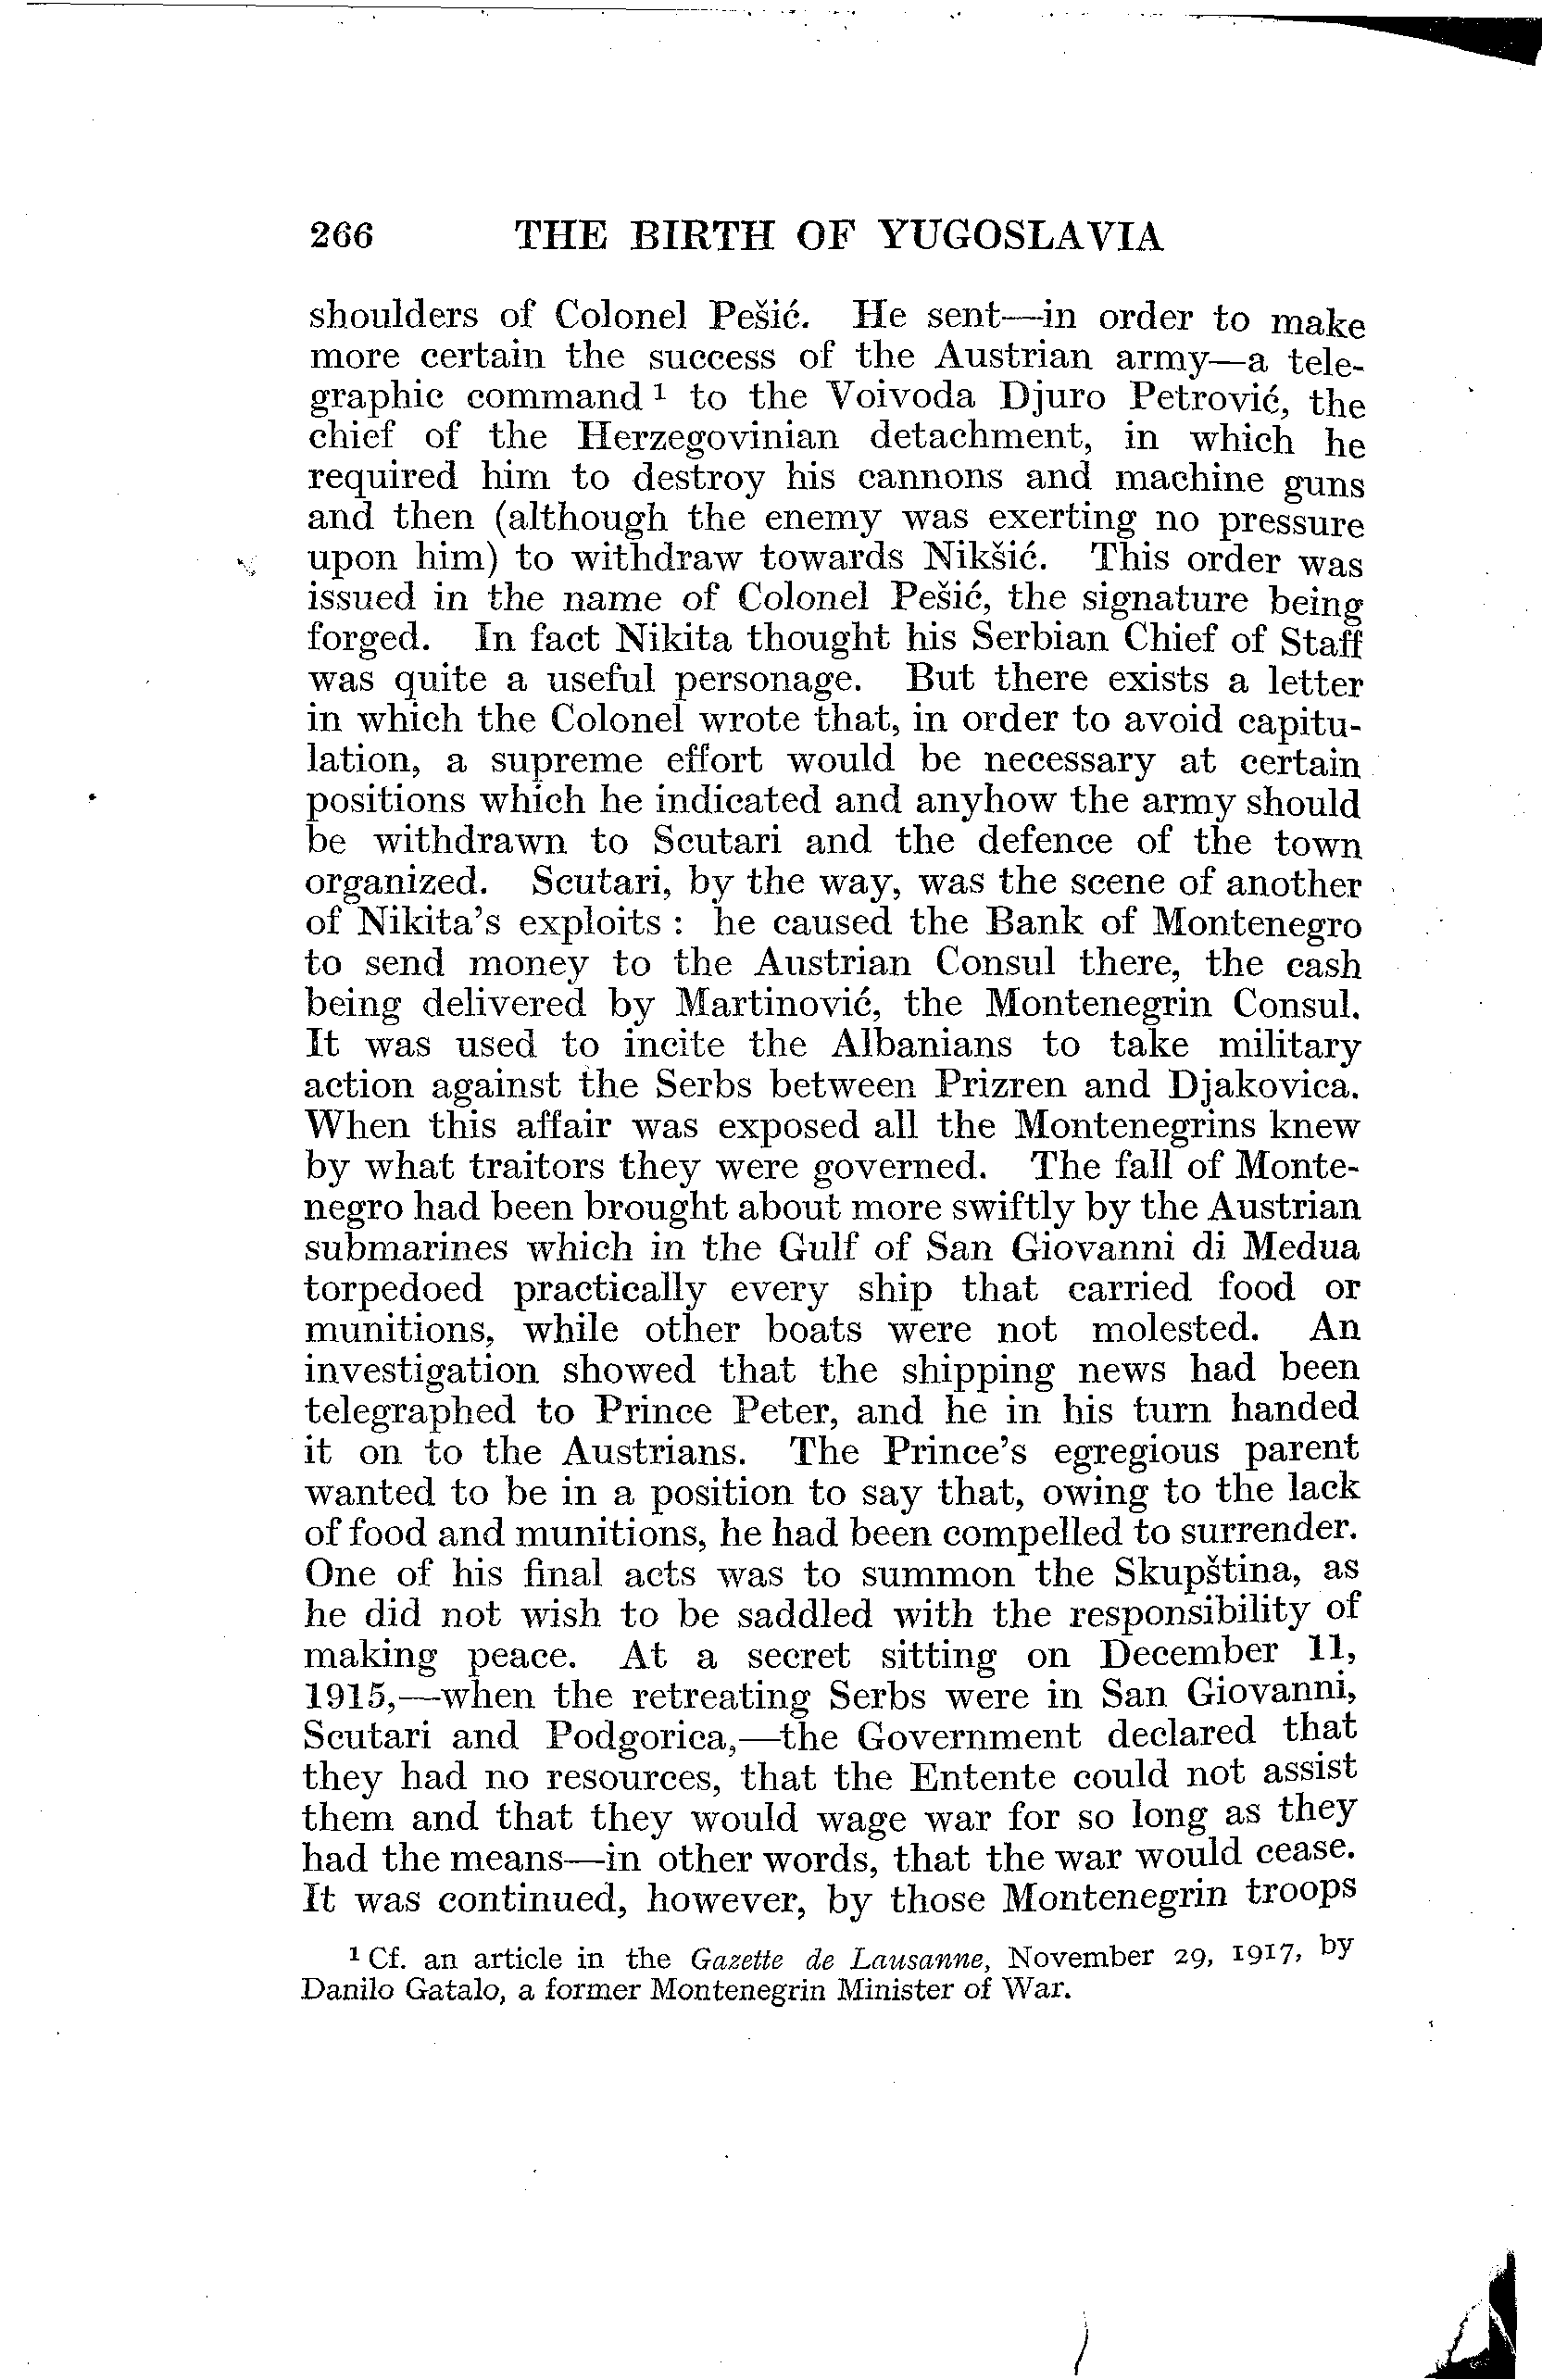 266 THE BIRTH OF YUGOSLAVIA
shoulders of Colonel Pešić. He sent—in order to make
more certain the success of the Austrian army—a tele-
graphic command 1 to the Voivoda Djuro Petrović, the
chief of the Herzegovinian detachment, in which he
required him to destroy his cannons and machine guns
and then (although the enemy was exerting no pressure
upon him) to withdraw towards Nikšić. This order was
issued in the name of Colonel Pešić, the signature being
forged. In fact Nikita thought his Serbian Chief of Staff
was quite a useful personage. But there exists a letter
in which the Colonel wrote that, in order to avoid capitu-
lation, a supreme effort would be necessary at certain
positions which he indicated and anyhow the army should
be withdrawn to Scutari and the defence of the town
organized. Scutari, by the way, was the scene of another
of Nikita's exploits : he caused the Bank of Montenegro
to send money to the Austrian Consul there, the cash
being delivered by Martinović, the Montenegrin Consul.
It was used to incite the Albanians to take military
action against the Serbs between Prizren and Djakovica.
When this affair was exposed all the Montenegrins knew
by what traitors they were governed. The fall of Monte-
negro had been brought about more swiftly by the Austrian
submarines which in the Gulf of San Giovanni di Medua
torpedoed practically every ship that carried food or
munitions, while other boats were not molested. An
investigation showed that the shipping news had been
telegraphed to Prince Peter, and he in his turn handed
it on to the Austrians. The Prince's egregious parent
wanted to be in a position to say that, owing to the lack
of food and munitions, he had been compelled to surrender.
One of his final acts was to summon the Skupština, as
he did not wish to be saddled with the responsibility of
making peace. At a secret sitting on December 11,
1915,—when the retreating Serbs were in San Giovanni,
Scutari and Podgorica,—the Government declared that
they had no resources, that the Entente could not assist
them and that they would wage war for so long as they
had the means—in other words, that the war would cease.
It was continued, however, by those Montenegrin troops
1 Cf. an article in the Gazette de Lausanne, November 29, 1917, by
Danilo Gatalo, a former Montenegrin Minister of War.